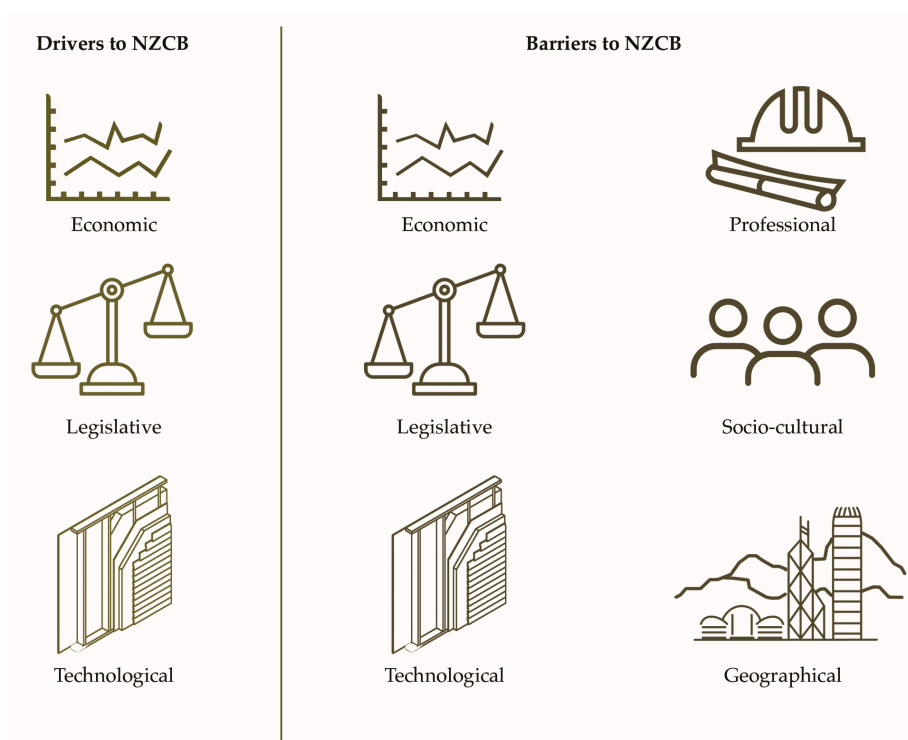 Drivers to NZCB
Barriers to NZCB
Economic
Economic
Professional
Legislative
Legislative
Socio-cultural
Technological
Technological
Geographical